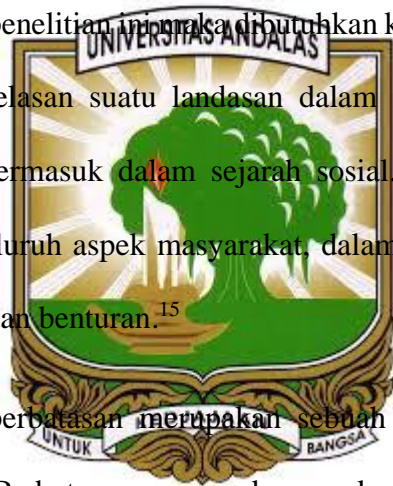 penelitian ini maka dibutuhkan k
UNIVERSITAS ANDALAS
elasan suatu landasan dalam
ermasuk dalam sejarah sosial.
luruh aspek masyarakat, dalam
an benturan.15
perbatasan merupakan sebuah
UNTUK BANGSA